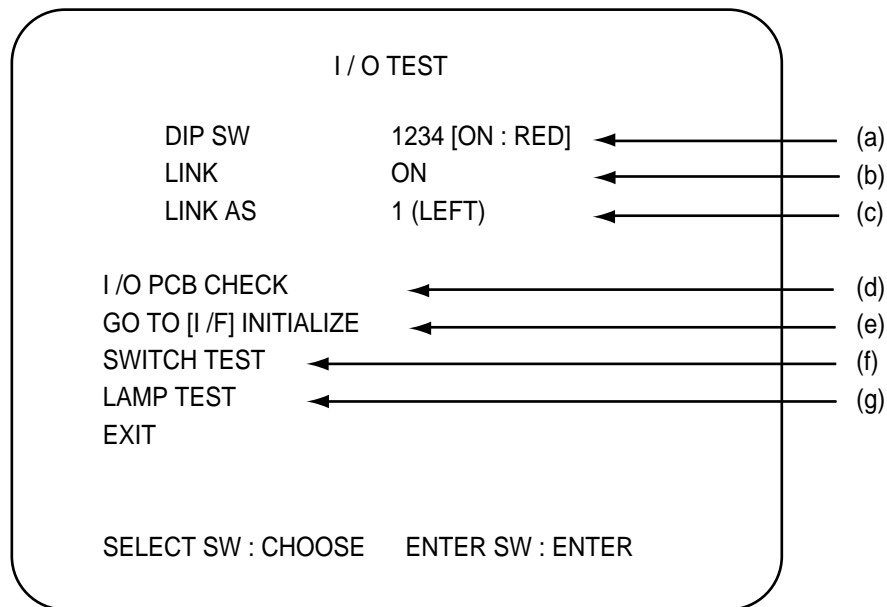 I / O TEST
DIP SW 1234 [ON : RED] (a)
LINK ON (b)
LINK AS 1 (LEFT) (c)
I /O PCB CHECK (d)
GO TO [I /F] INITIALIZE (e)
SWITCH TEST (f)
LAMP TEST (g)
EXIT
SELECT SW : CHOOSE ENTER SW : ENTER